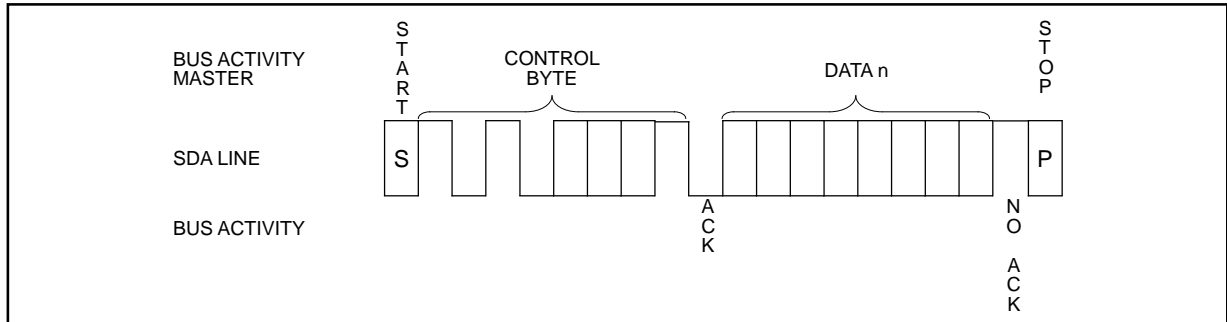 START
STOP
BUS ACTIVITY
MASTER
CONTROL
BYTE
DATA n
SDA LINE
S
P
BUS ACTIVITY
ACK
NO ACK